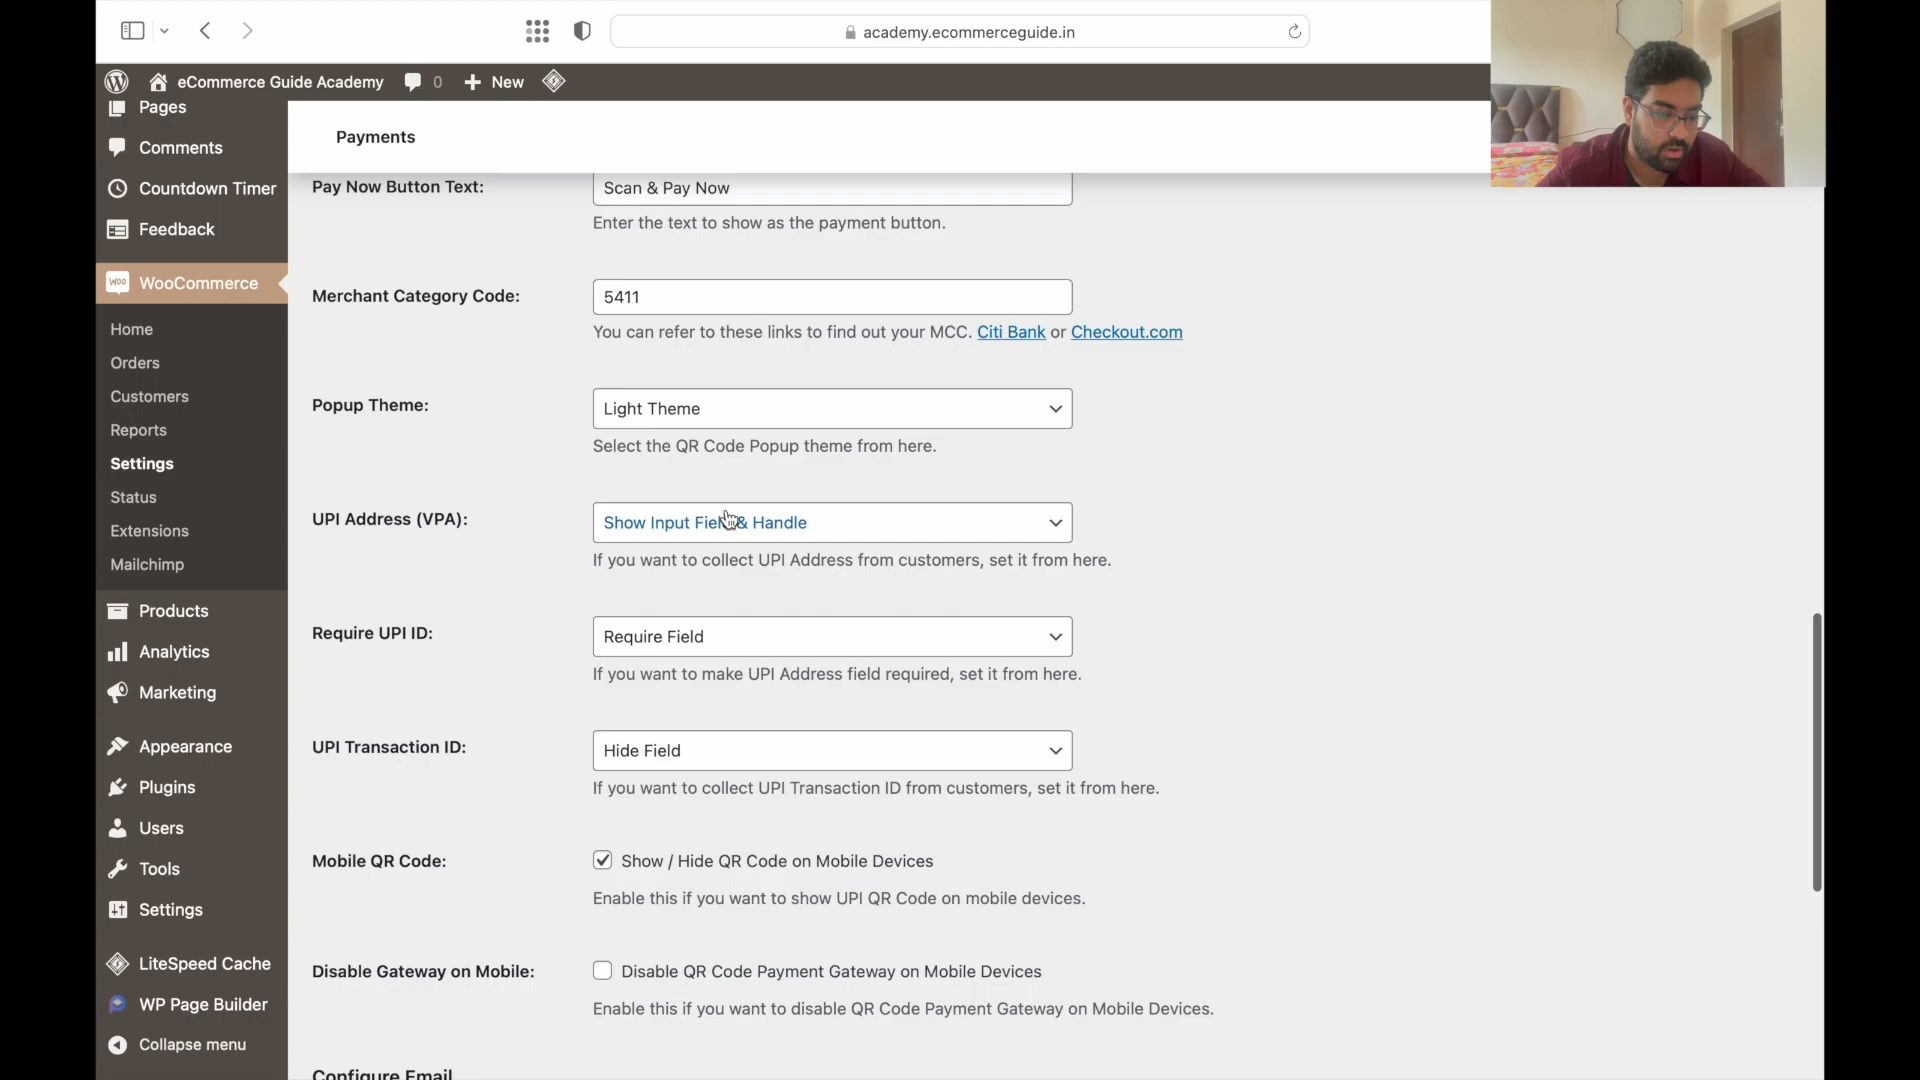 academy.ecommerceguide.in
eCommerce Guide Academy
0
New
Pages
Comments
Countdown Timer
Feedback
WooCommerce
Home
Orders
Customers
Reports
Settings
Status
Extensions
Mailchimp
Products
Analytics
Marketing
Appearance
Plugins
Users
Tools
Settings
LiteSpeed Cache
WP Page Builder
Collapse menu
Payments
Pay Now Button Text:
Scan & Pay Now
Enter the text to show as the payment button.
Merchant Category Code:
5411
You can refer to these links to find out your MCC. Citi Bank or Checkout.com
Popup Theme:
Light Theme
Select the QR Code Popup theme from here.
UPI Address (VPA):
Show Input Field & Handle
If you want to collect UPI Address from customers, set it from here.
Require UPI ID:
Require Field
If you want to make UPI Address field required, set it from here.
UPI Transaction ID:
Hide Field
If you want to collect UPI Transaction ID from customers, set it from here.
Mobile QR Code:
Show / Hide QR Code on Mobile Devices
Enable this if you want to show UPI QR Code on mobile devices.
Disable Gateway on Mobile:
Disable QR Code Payment Gateway on Mobile Devices
Enable this if you want to disable QR Code Payment Gateway on Mobile Devices.
Configure Email